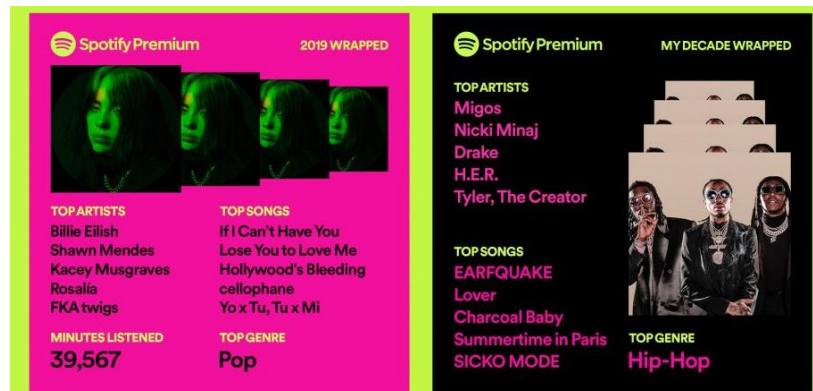 Spotify Premium
2019 WRAPPED
TOP ARTISTS
Billie Eilish
Shawn Mendes
Kacey Musgraves
Rosalía
FKA twigs
TOP SONGS
If I Can't Have You
Lose You to Love Me
Hollywood's Bleeding
cellophane
Yo x Tu, Tu x Mi
MINUTES LISTENED
39,567
TOP GENRE
Pop
Spotify Premium
MY DECADE WRAPPED
TOP ARTISTS
Migos
Nicki Minaj
Drake
H.E.R.
Tyler, The Creator
TOP SONGS
EARFQUAKE
Lover
Charcoal Baby
Summertime in Paris
SICKO MODE
TOP GENRE
Hip-Hop